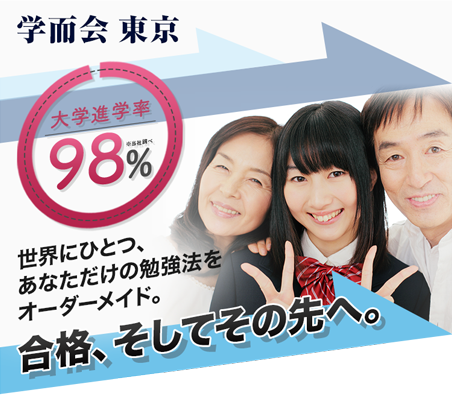 学而会 東京
大学進学率
98%
※当社調べ
世界にひとつ、
あなただけの勉強法を
オーダーメイド。
合格、そしてその先へ。